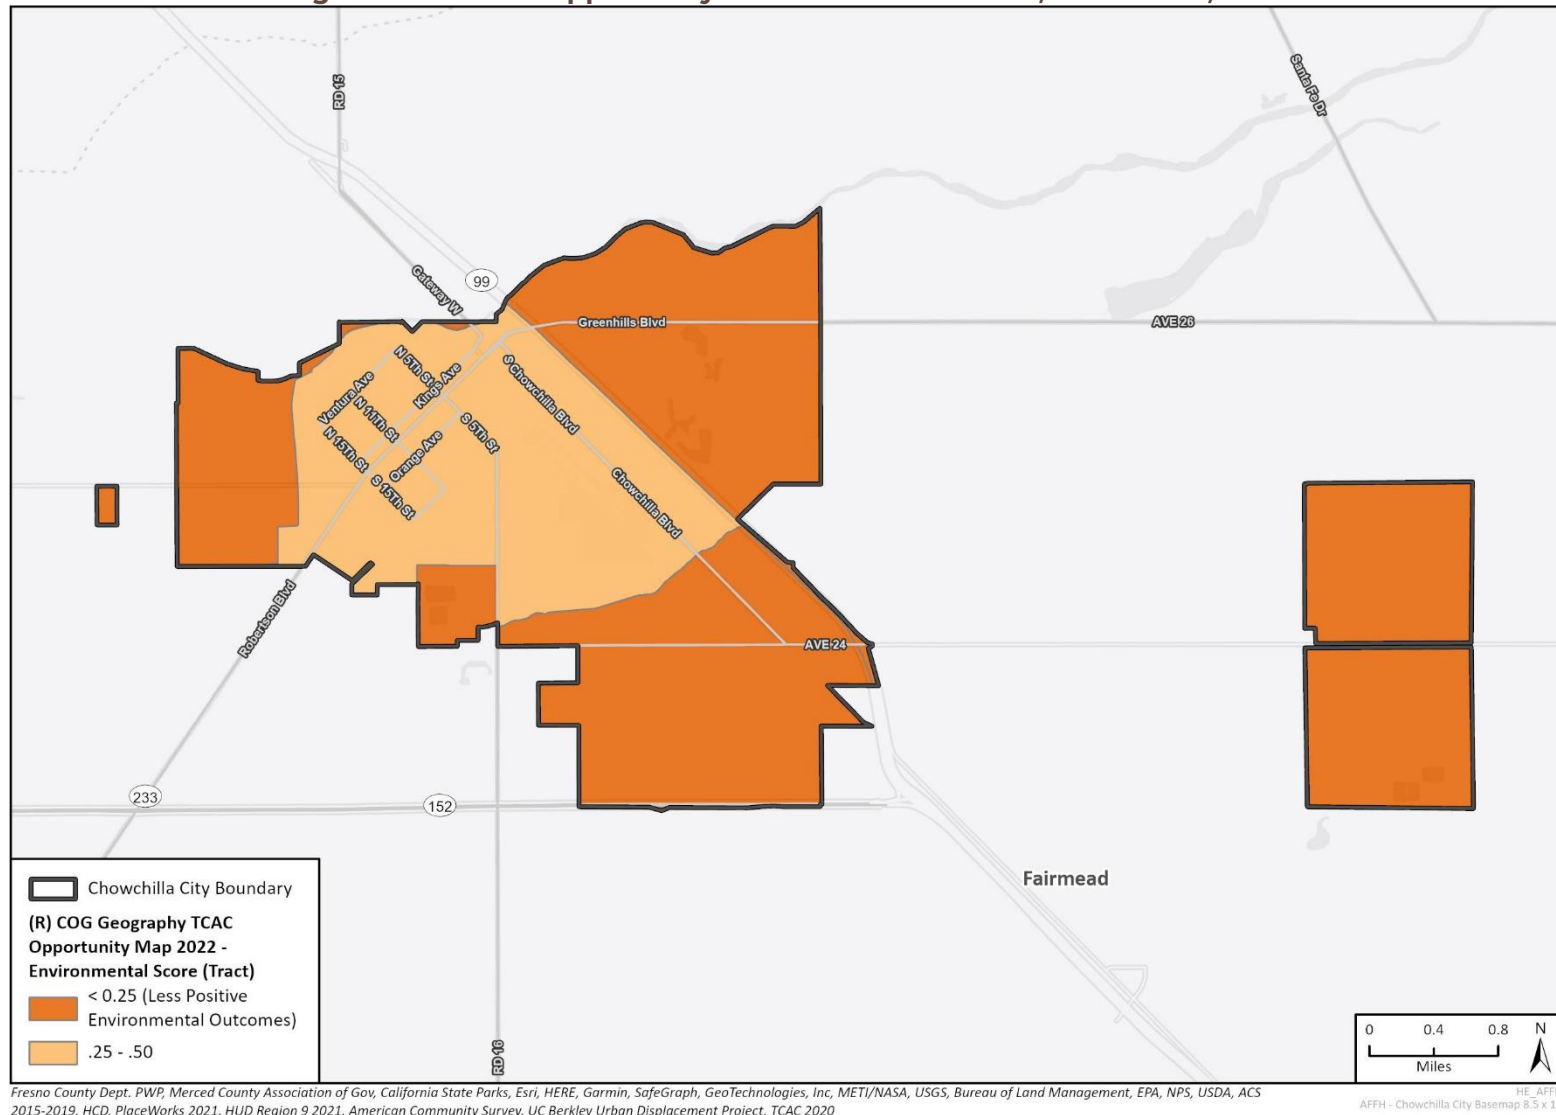 RD 15
Santa Fe Dr
99
Gateway W
Greenhills Blvd
AVE 26
N 5Th St
Kings Ave
S Chowchilla Blvd
Ventura Ave
N 11Th St
S 5Th St
N 15Th St
Orange Ave
S 15Th St
Chowchilla Blvd
Robertson Blvd
AVE 24
233
152
Fairmead
RD 16
Chowchilla City Boundary
(R) COG Geography TCAC
Opportunity Map 2022 -
Environmental Score (Tract)
< 0.25 (Less Positive
Environmental Outcomes)
.25 - .50
0 0.4 0.8 N
Miles
Fresno County Dept. PWP, Merced County Association of Gov, California State Parks, Esri, HERE, Garmin, SafeGraph, GeoTechnologies, Inc, METI/NASA, USGS, Bureau of Land Management, EPA, NPS, USDA, ACS
2015-2019, HCD, PlaceWorks 2021, HUD Region 9 2021, American Community Survey, UC Berkley Urban Displacement Project, TCAC 2020
AFFH - Chowchilla City Basemap 8.5 x